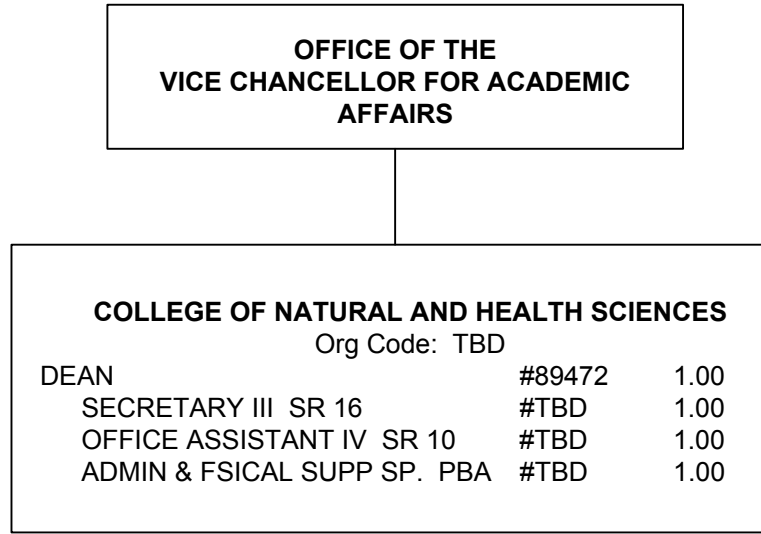 OFFICE OF THE
VICE CHANCELLOR FOR ACADEMIC
AFFAIRS
COLLEGE OF NATURAL AND HEALTH SCIENCES
Org Code: TBD
DEAN #89472 1.00
SECRETARY III SR 16 #TBD 1.00
OFFICE ASSISTANT IV SR 10 #TBD 1.00
ADMIN & FSICAL SUPP SP. PBA #TBD 1.00